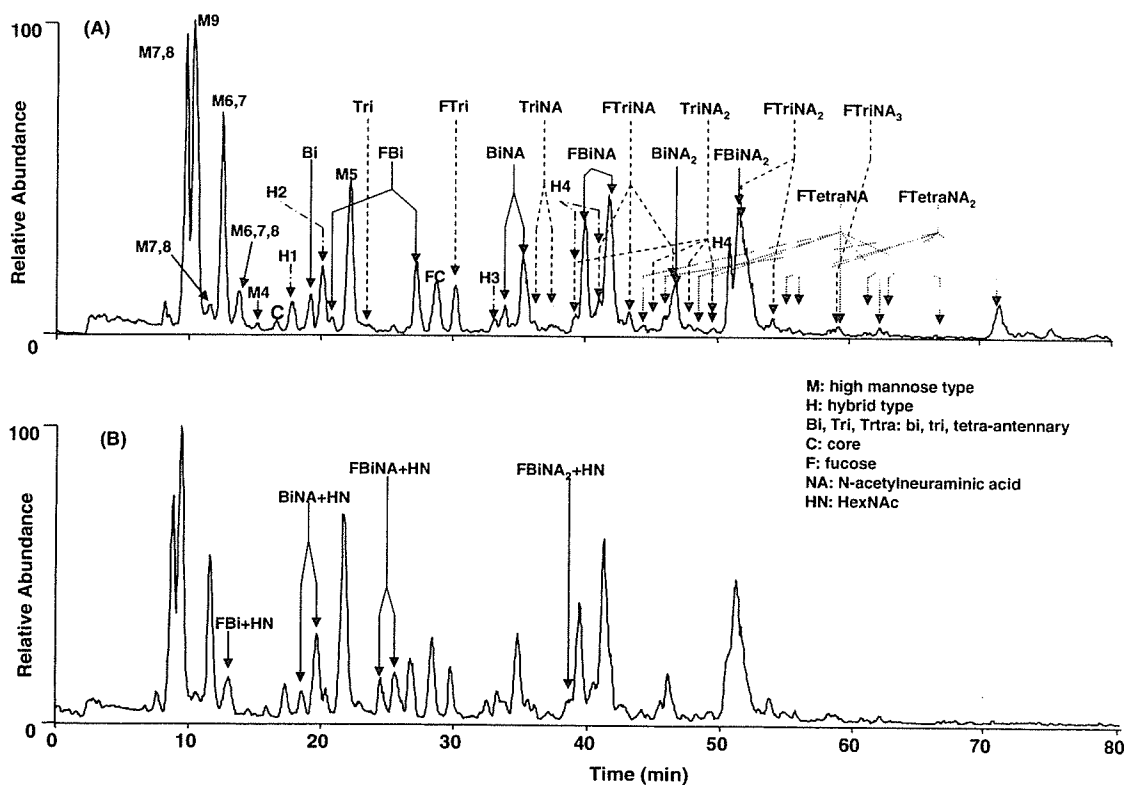 100
(A)
M9
M7,8
M6,7
Tri
FTri
TriNA
FTriNA
TriNA2
FTriNA2
FTriNA3
Bi
FBi
BiNA
FBiNA
BiNA2
FBiNA2
M5
H2
H4
FTetraNA
FTetraNA2
M6,7,8
M7,8
H1
H4
M4
C
FC
H3
Relative Abundance
0
M: high mannose type
H: hybrid type
Bi, Tri, Trtra: bi, tri, tetra-antennary
C: core
F: fucose
NA: N-acetylneuraminic acid
HN: HexNAc
100
(B)
FBiNA+HN
FBiNA2+HN
BiNA+HN
FBi+HN
Relative Abundance
0
0 10 20 30 40 50 60 70 80
Time (min)